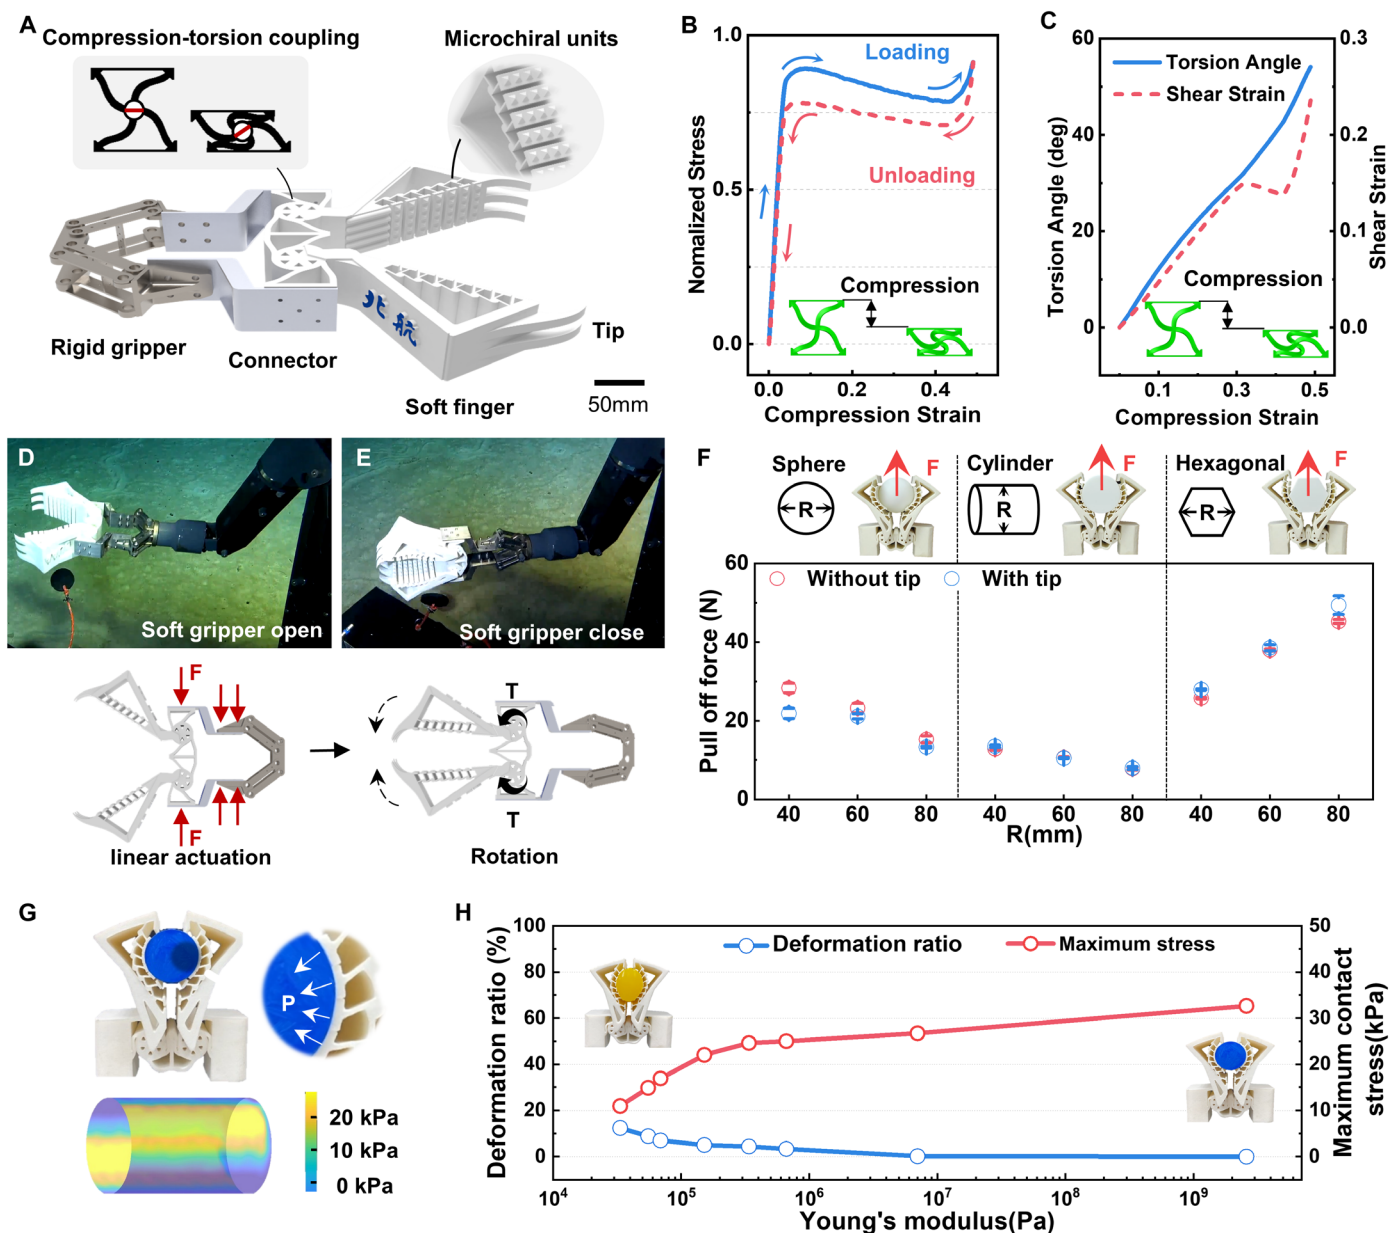 A
Compression-torsion coupling
Microchiral units
北航
Rigid gripper
Connector
Soft finger
Tip
50mm
B
Nomalized Stress
1.0
0.5
0.0
Loading
Unloading
Compression
0.0 0.2 0.4
Compression Strain
C
Torsion Angle (deg)
60
40
20
0
Torsion Angle
Shear Strain
Compression
0.3
0.2
0.1
0.0
Shear Strain
0.1 0.3 0.5
Compression Strain
D
Soft gripper open
E
Soft gripper close
F
F
linear actuation
T
T
Rotation
F
Sphere
R
F
Cylinder
R
F
Hexagonal
R
F
Pull off force (N)
60
40
20
0
Without tip
With tip
40 60 80 40 60 80 40 60 80
R(mm)
G
P
20 kPa
10 kPa
0 kPa
H
Deformation ratio (%)
100
80
60
40
20
0
Deformation ratio
Maximum stress
50
40
30
20
10
0
Maximum contact
stress(kPa)
10⁴ 10⁵ 10⁶ 10⁷ 10⁸ 10⁹
Young's modulus(Pa)